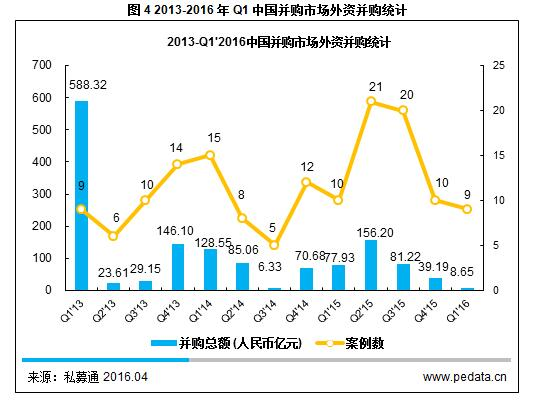 图 4 2013-2016 年 Q1 中国并购市场外资并购统计
2013-Q1'2016中国并购市场外资并购统计
700 25
600 20
500 15
400 10
300 5
200 0
100
0
588.32 23.61 29.15 146.10 128.55 85.06 6.33 70.68 77.93 156.20 81.22 39.19 8.65
9 6 10 14 15 8 5 12 10 21 20 10 9
Q1'13 Q2'13 Q3'13 Q4'13 Q1'14 Q2'14 Q3'14 Q4'14 Q1'15 Q2'15 Q3'15 Q4'15 Q1'16
并购总额 (人民币亿元) 案例数
来源：私募通 2016.04 www.pedata.cn